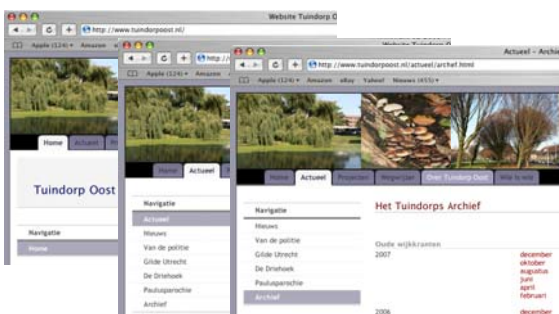 Website Tuindorp O
http://www.tuindorpoost.nl/
Apple (124) Amazon
Home Actueel Pr
Tuindorp Oost
Navigatie
Home
http:/
Apple (124) Amazon
Home Actueel
Navigatie
Actueel
Nieuws
Van de politie
Gilde Utrecht
De Driehoek
Paulusparochie
Archief
Actueel – Archie
http://www.tuindorpoost.nl/actueel/archief.html
Apple (124) Amazon eBay Yahoo! Nieuws (455)
Home Actueel Projecten Wegwijzer Over Tuindorp Oost Wie is wie
Navigatie
Actueel
Nieuws
Van de politie
Gilde Utrecht
De Driehoek
Paulusparochie
Archief
Het Tuindorps Archief
Oude wijkkranten
2007
december
oktober
augustus
juni
april
februari
2006
december